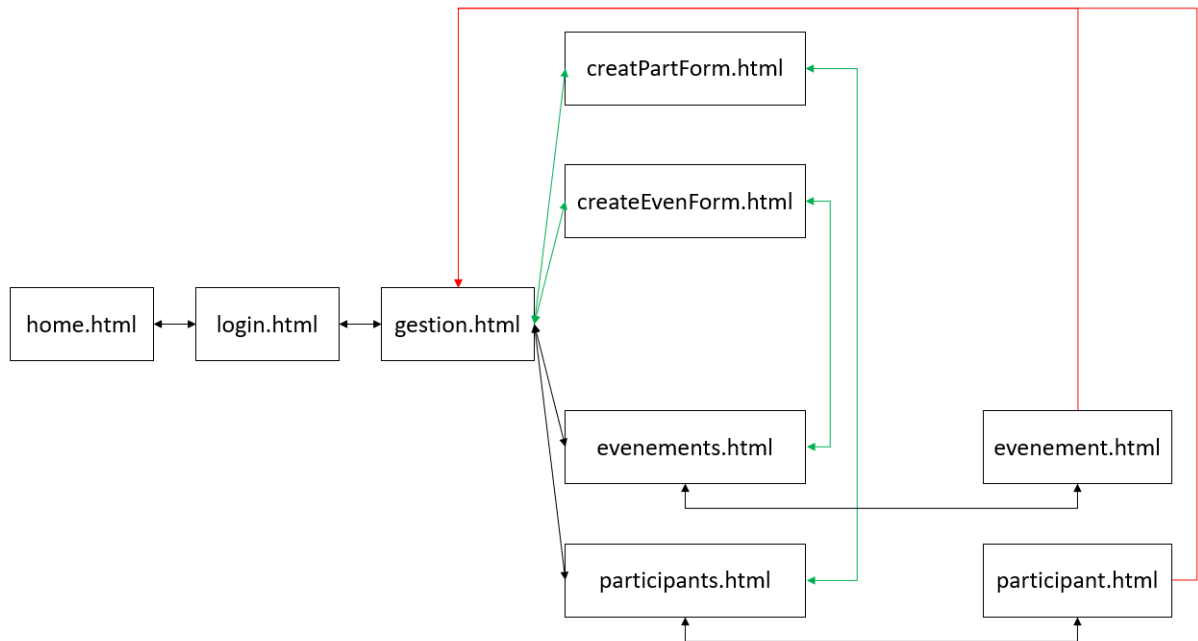 creatPartForm.html
createEvenForm.html
home.html
login.html
gestion.html
evenements.html
evenement.html
participants.html
participant.html